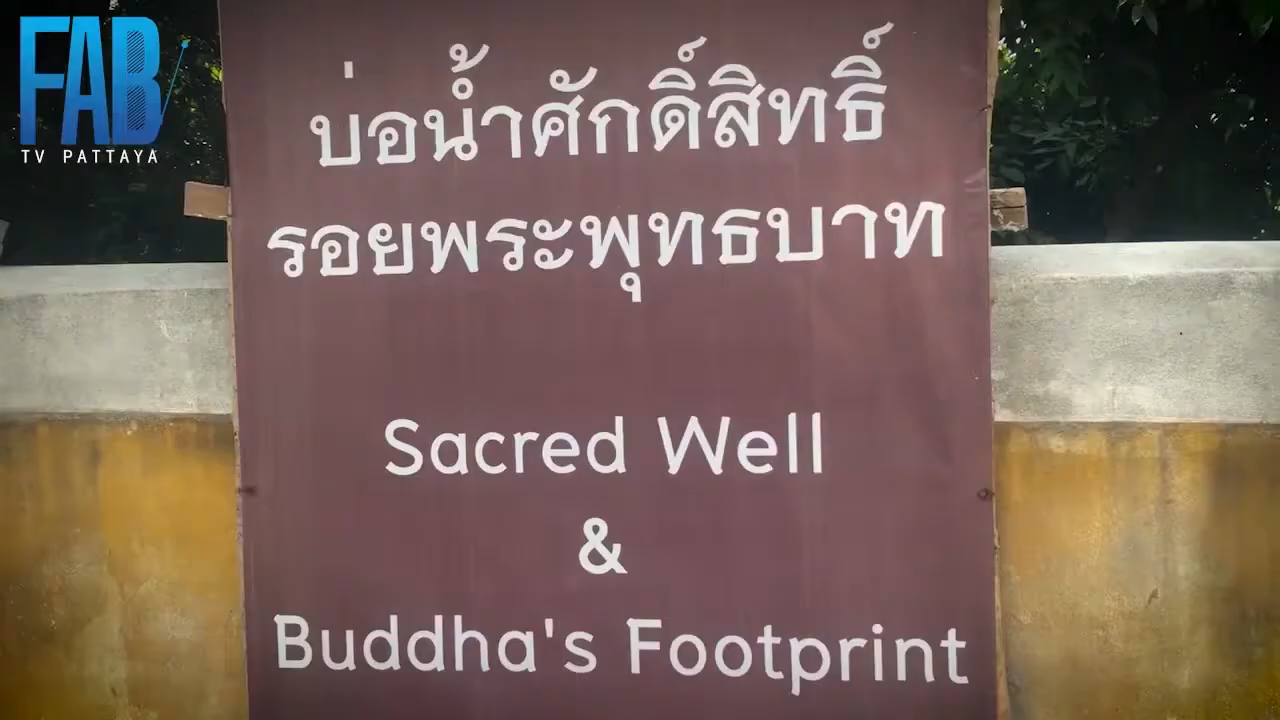 FAB
TV PATTAYA
บ่อน้ำศักดิ์สิทธิ์
รอยพระพุทธบาท
Sacred Well
&
Buddha's Footprint